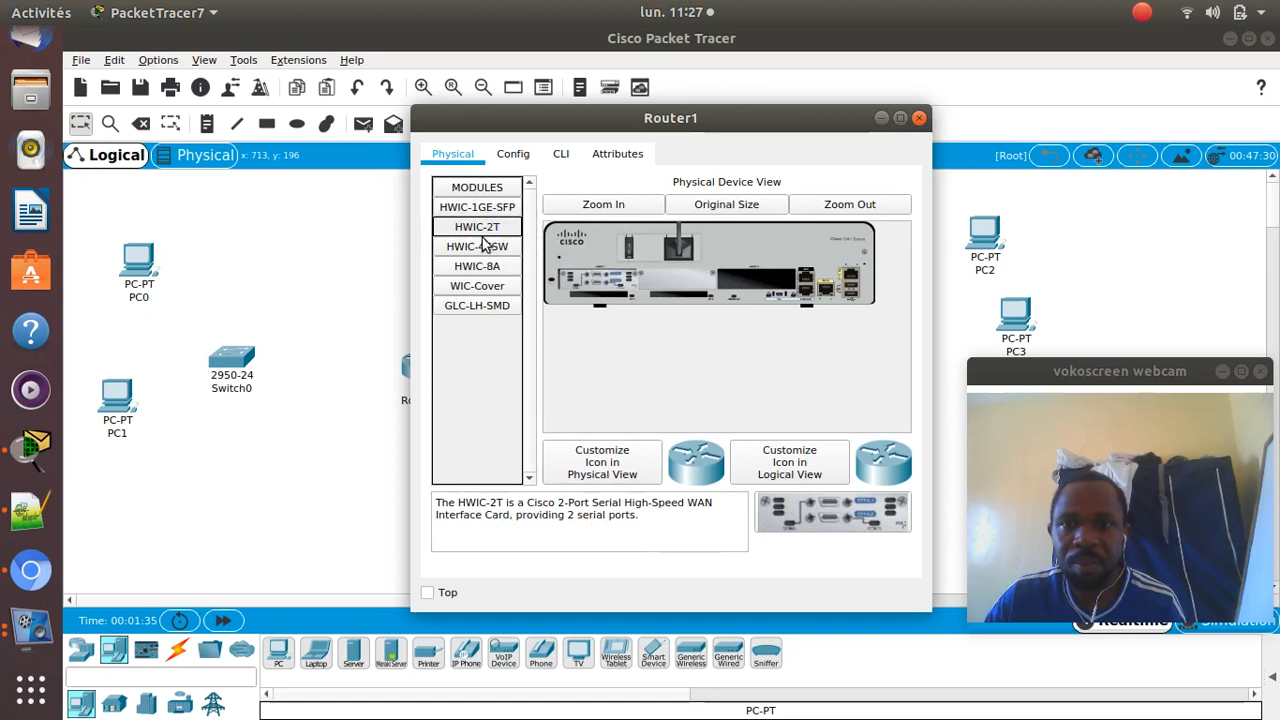 Activités
PacketTracer7
lun. 11:27
Cisco Packet Tracer
File
Edit
Options
View
Tools
Extensions
Help
?
Router1
Logical
Physical
x: 713, y: 196
[Root]
00:47:30
Physical
Config
CLI
Attributes
MODULES
HWIC-1GE-SFP
HWIC-2T
HWIC-8A
WIC-Cover
GLC-LH-SMD
Physical Device View
Zoom In
Original Size
Zoom Out
CISCO
PC-PT
PC0
PC-PT
PC1
2950-24
Switch0
PC-PT
PC2
PC-PT
PC3
Customize
Icon in
Physical View
Customize
Icon in
Logical View
The HWIC-2T is a Cisco 2-Port Serial High-Speed WAN
Interface Card, providing 2 serial ports.
Top
vokoscreen webcam
Time: 00:01:35
Realtime
Simulation
PC
Laptop
Server
Meraki Server
Printer
IP Phone
VoIP
Device
Phone
TV
Wireless
Tablet
Smart
Device
Generic
Wireless
Generic
Wired
Sniffer
PC-PT